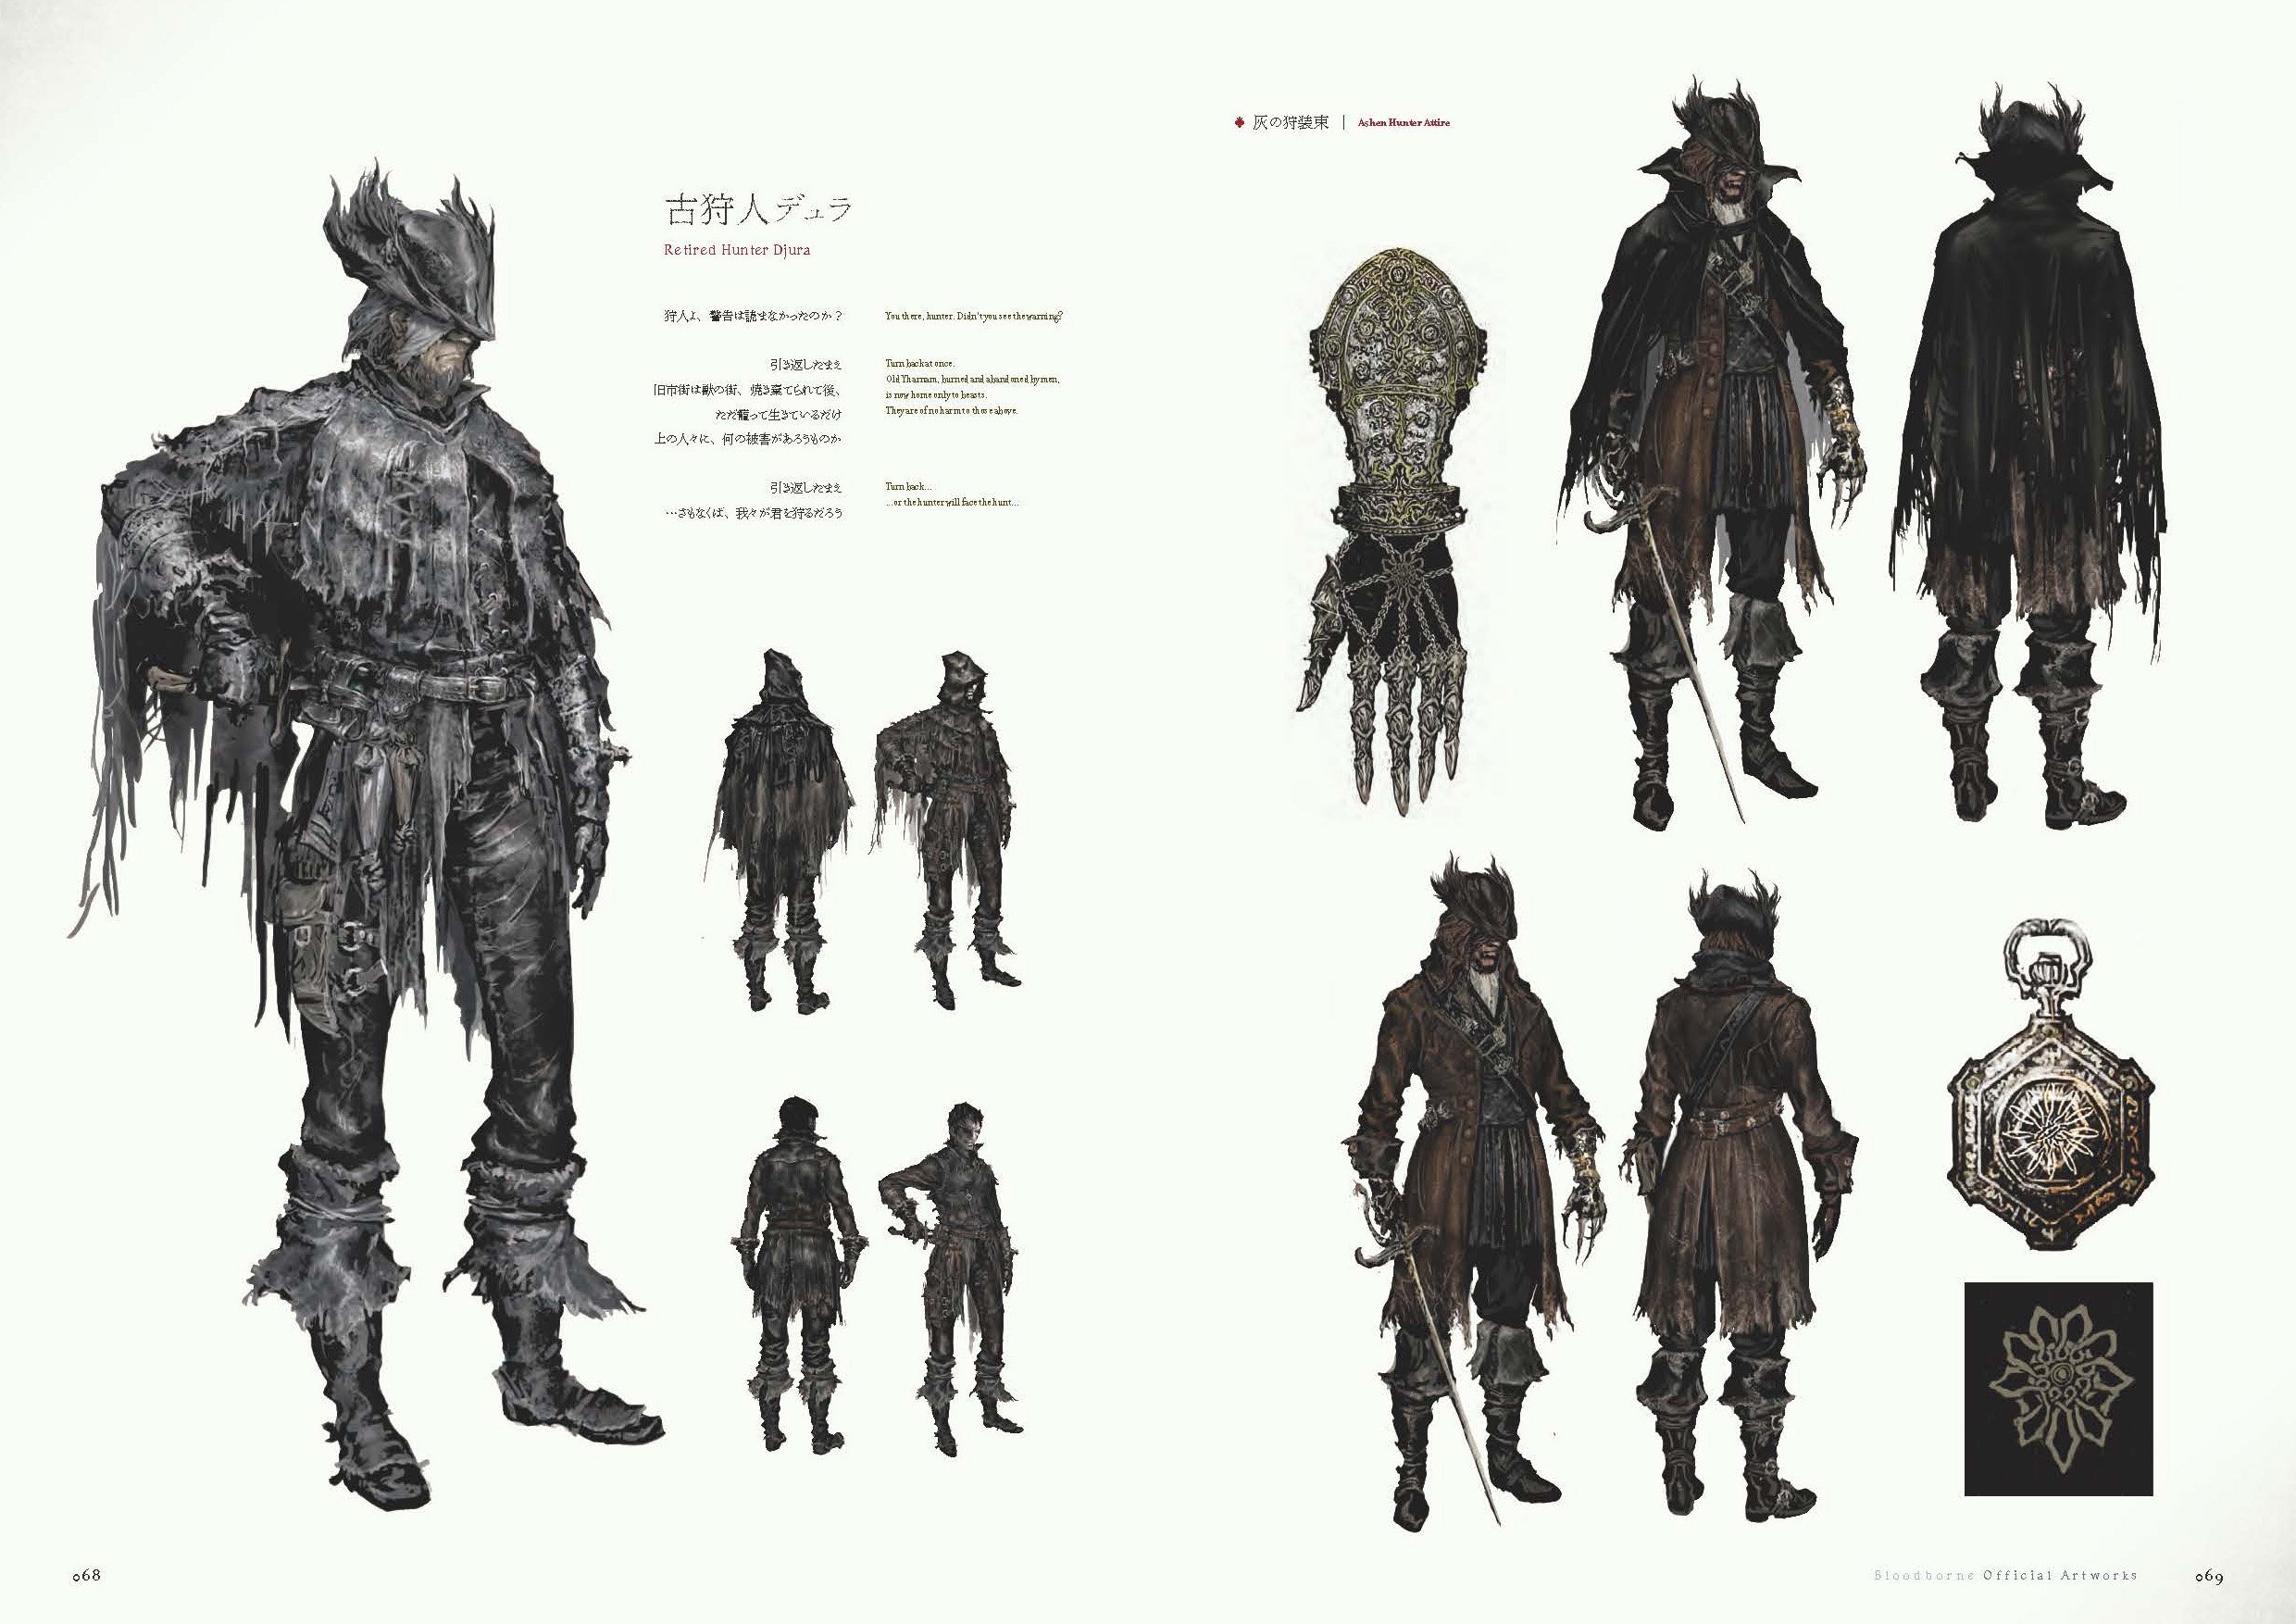 古狩人デュラ
Retired Hunter Djura
狩人よ、警告は読まなかったのか？
引き返したまえ
旧市街は獣の街、焼き棄てられて後、
ただ籠って生きているだけ
上の人々に、何の被害があろうものか
引き返したまえ
…さもなくば、我々が君を狩るだろう
You there, hunter. Didn't you see the warning?
Turn back at once.
Old Yharnam, burned and abandoned by men,
is now home only to beasts.
They are of no harm to those above.
Turn back...
...or the hunter will face the hunt...
068
灰の狩装束 | Ashen Hunter Attire
Bloodborne Official Artworks
069